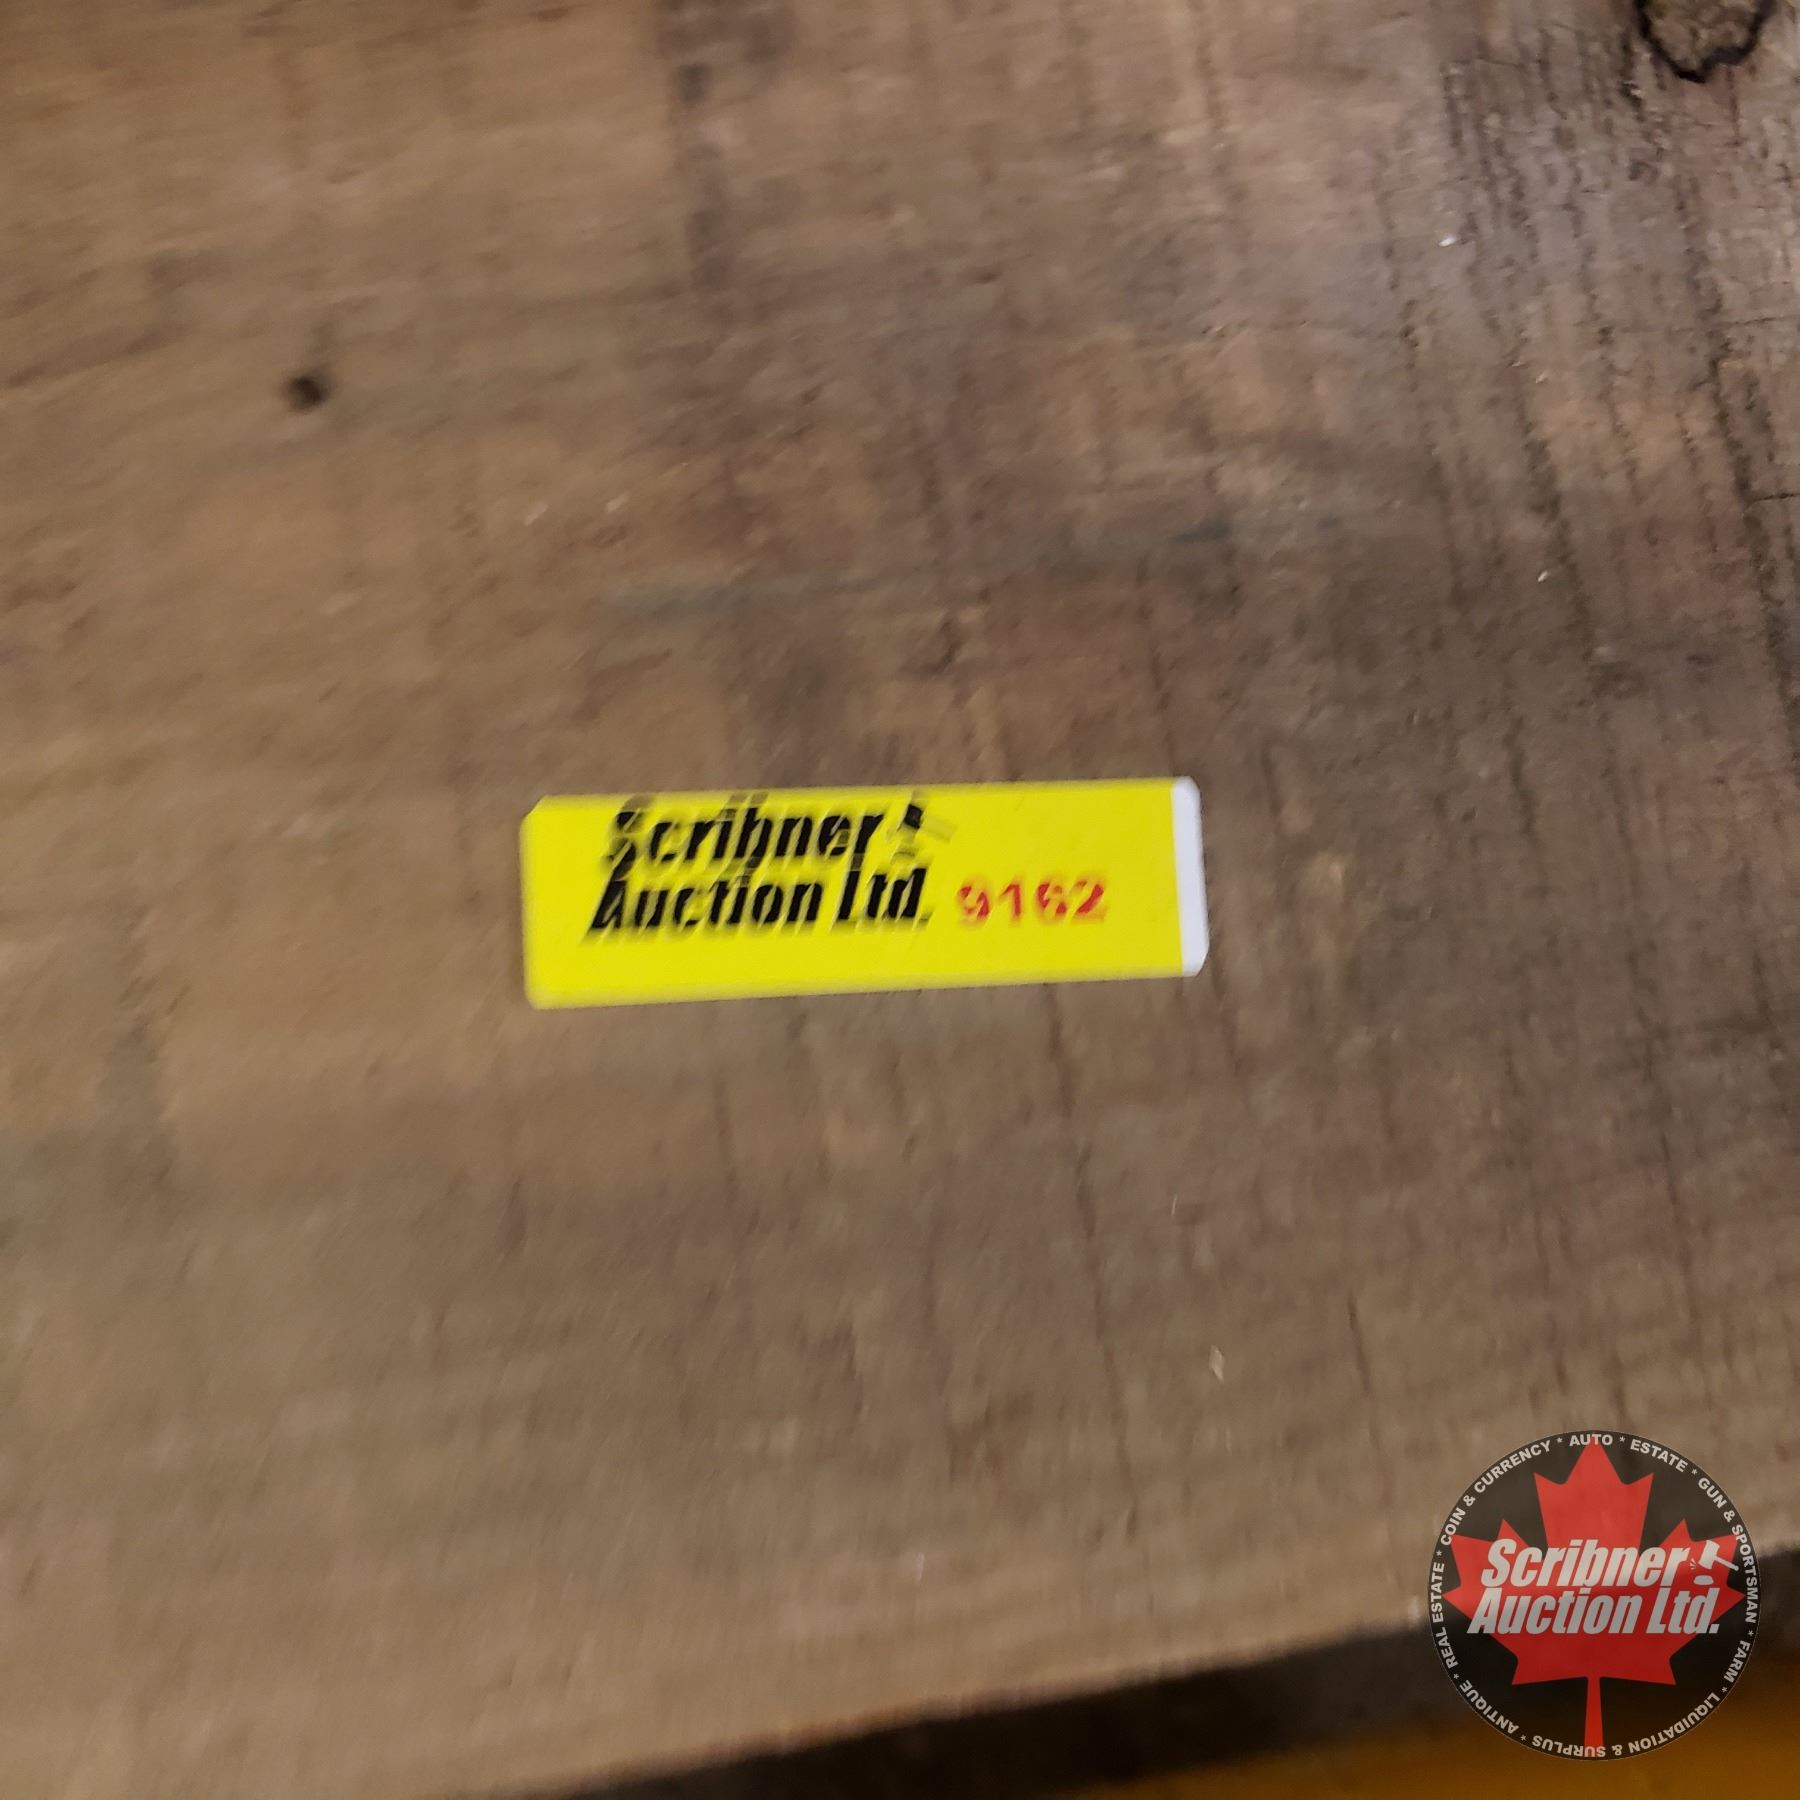 Scribner
Auction Ltd. 9162
REAL ESTATE * COIN & CURRENCY * AUTO * ESTATE * GUN & SPORTSMAN * FARM * LIQUIDATION & SURPLUS * ANTIQUE *
Scribner
Auction Ltd.